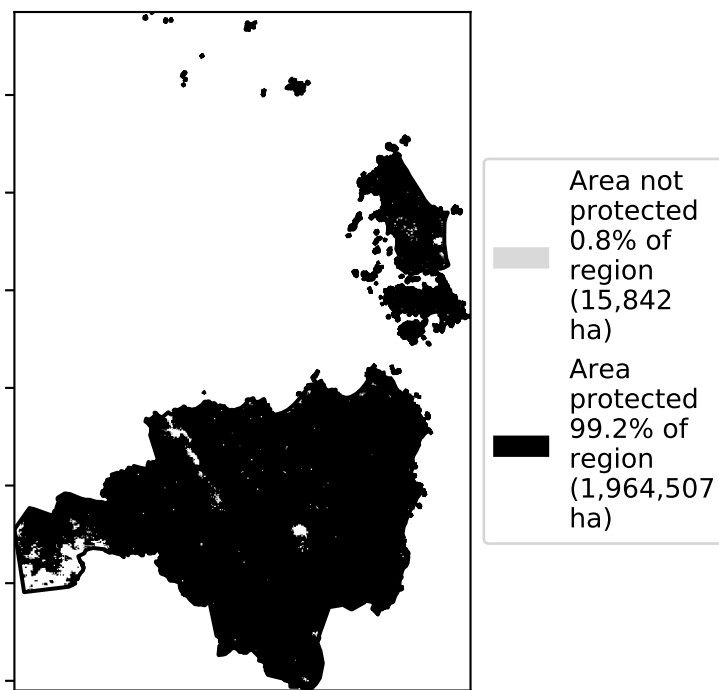 Area not
protected
0.8% of
region
(15,842
ha)
Area
protected
99.2% of
region
(1,964,507
ha)